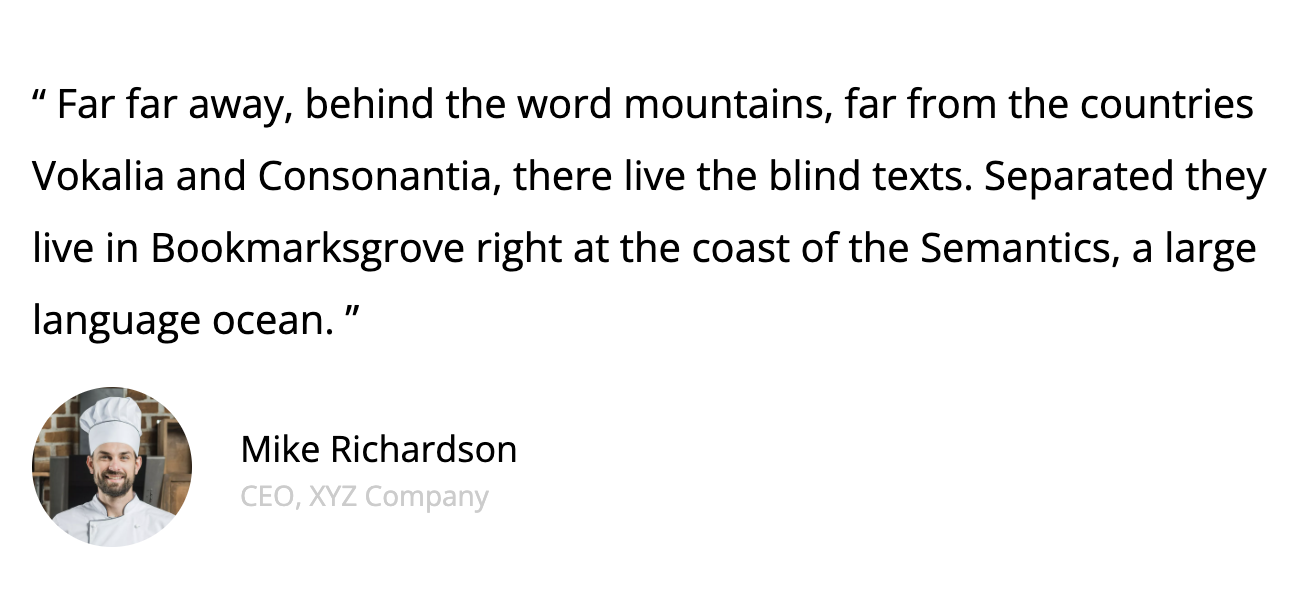 “ Far far away, behind the word mountains, far from the countries
Vokalia and Consonantia, there live the blind texts. Separated they
live in Bookmarksgrove right at the coast of the Semantics, a large
language ocean. ”
Mike Richardson
CEO, XYZ Company